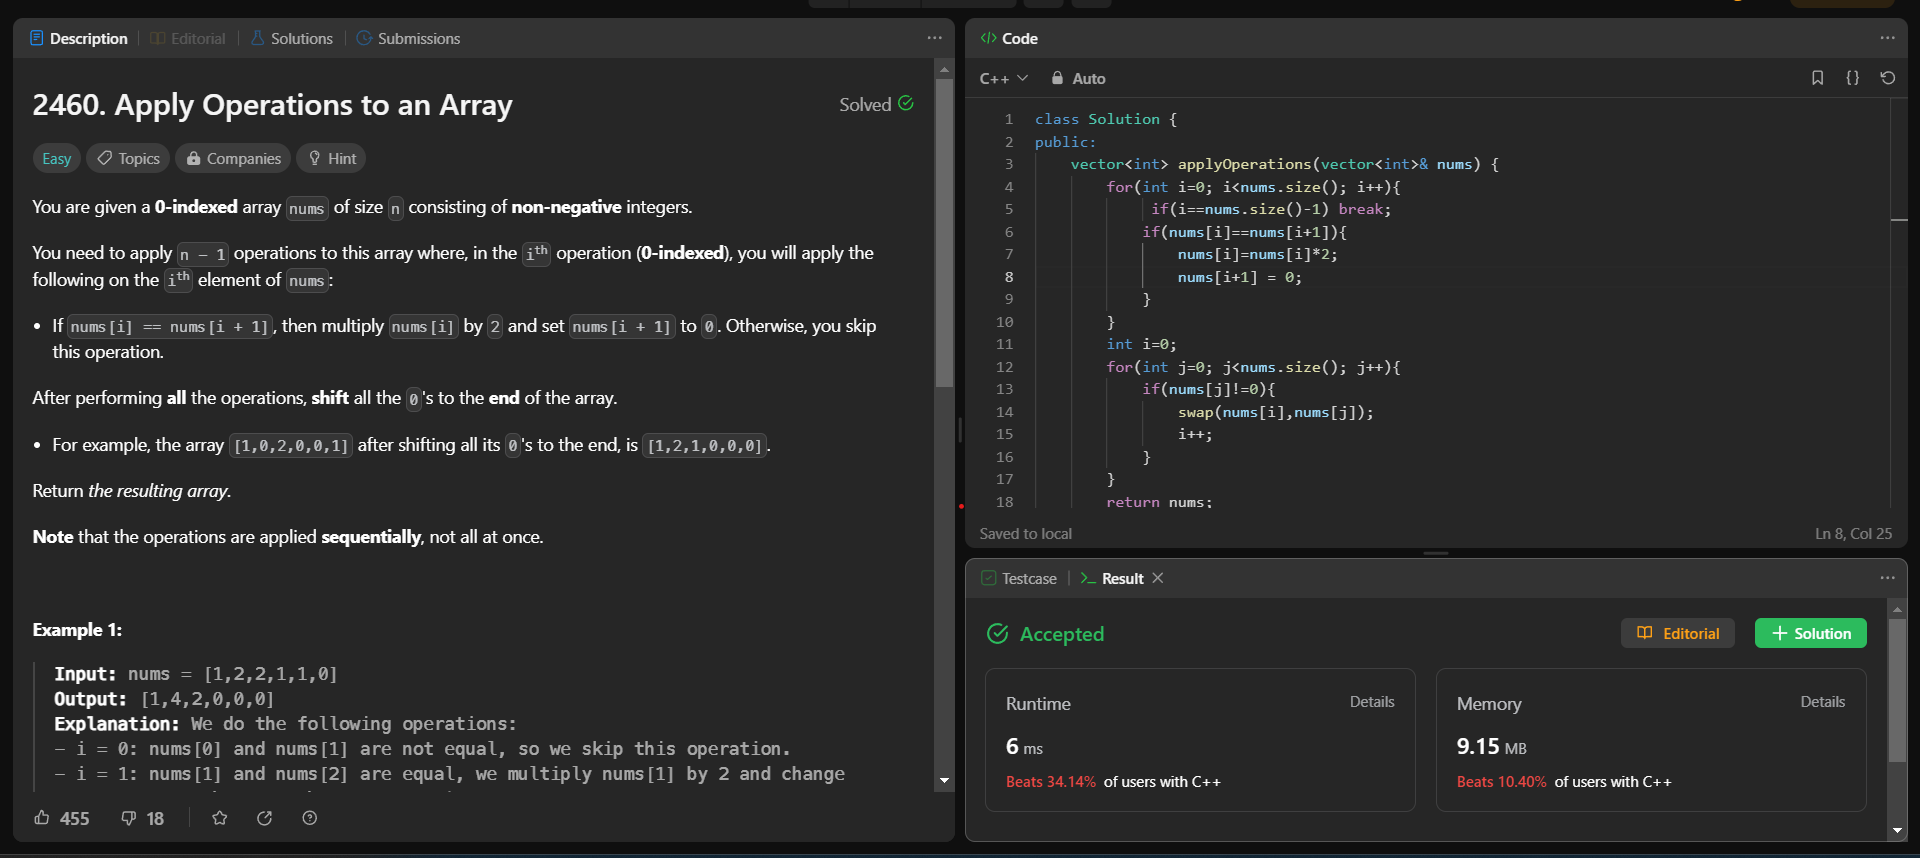 Description
Editorial
Solutions
Submissions
2460. Apply Operations to an Array
Solved
Easy
Topics
Companies
Hint
You are given a 0-indexed array nums of size n consisting of non-negative integers.
You need to apply n - 1 operations to this array where, in the ith operation (0-indexed), you will apply the
following on the ith element of nums:
• If nums[i] == nums[i + 1], then multiply nums[i] by 2 and set nums[i + 1] to 0. Otherwise, you skip
this operation.
After performing all the operations, shift all the 0's to the end of the array.
• For example, the array [1,0,2,0,0,1] after shifting all its 0's to the end, is [1,2,1,0,0,0].
Return the resulting array.
Note that the operations are applied sequentially, not all at once.
Example 1:
Input: nums = [1,2,2,1,1,0]
Output: [1,4,2,0,0,0]
Explanation: We do the following operations:
- i = 0: nums[0] and nums[1] are not equal, so we skip this operation.
- i = 1: nums[1] and nums[2] are equal, we multiply nums[1] by 2 and change
455
18
</> Code
C++
Auto
1 class Solution {
2 public:
3 vector<int> applyOperations(vector<int>& nums) {
4 for(int i=0; i<nums.size(); i++){
5 if(i==nums.size()-1) break;
6 if(nums[i]==nums[i+1]){
7 nums[i]=nums[i]*2;
8 nums[i+1] = 0;
9 }
10 }
11 int i=0;
12 for(int j=0; j<nums.size(); j++){
13 if(nums[j]!=0){
14 swap(nums[i],nums[j]);
15 i++;
16 }
17 }
18 return nums;
Saved to local
Ln 8, Col 25
Testcase
Result
Accepted
Editorial
+ Solution
Runtime
Details
6 ms
Beats 34.14% of users with C++
Memory
Details
9.15 MB
Beats 10.40% of users with C++